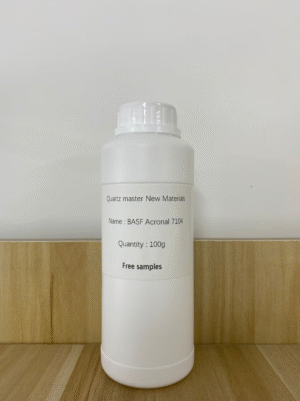 Quartz master New Materials
Name : BASF Acronal 7104
Quantity : 100g
Free samples